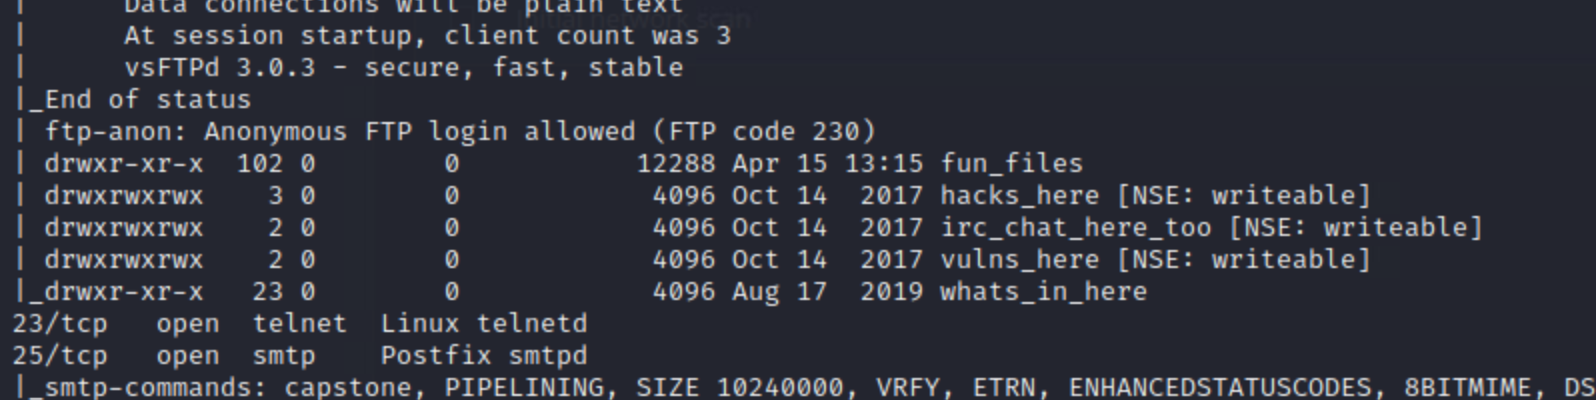 |      Data connections will be plain text
|      At session startup, client count was 3
|      vsFTPd 3.0.3 - secure, fast, stable
|_End of status
| ftp-anon: Anonymous FTP login allowed (FTP code 230)
| drwxr-xr-x  102 0        0           12288 Apr 15 13:15 fun_files
| drwxrwxrwx    3 0        0            4096 Oct 14  2017 hacks_here [NSE: writeable]
| drwxrwxrwx    2 0        0            4096 Oct 14  2017 irc_chat_here_too [NSE: writeable]
| drwxrwxrwx    2 0        0            4096 Oct 14  2017 vulns_here [NSE: writeable]
|_drwxr-xr-x   23 0        0            4096 Aug 17  2019 whats_in_here
23/tcp   open  telnet  Linux telnetd
25/tcp   open  smtp    Postfix smtpd
|_smtp-commands: capstone, PIPELINING, SIZE 10240000, VRFY, ETRN, ENHANCEDSTATUSCODES, 8BITMIME, DS
initial network scan